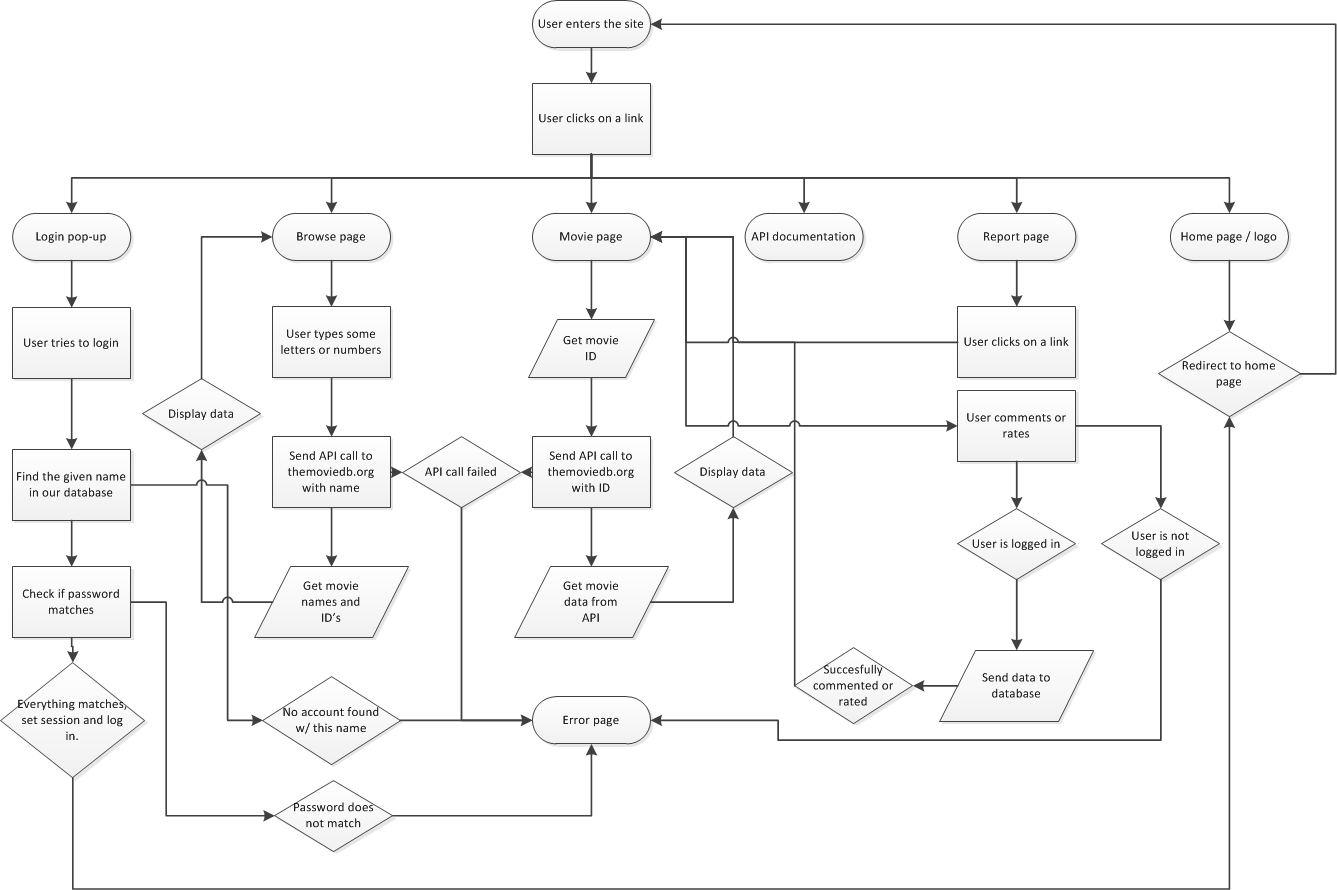 User enters the site
User clicks on a link
Login pop-up
Browse page
Movie page
API documentation
Report page
Home page / logo
User tries to login
User types some
letters or numbers
Get movie
ID
User clicks on a link
Redirect to home
page
Display data
User comments or
rates
Find the given name
in our database
Send API call to
themoviedb.org
with name
API call failed
Send API call to
themoviedb.org
with ID
Display data
User is logged in
User is not
logged in
Check if password
matches
Get movie
names and
ID's
Get movie
data from
API
Everything matches,
set session and log
in.
Succesfully
commented or
rated
Send data to
database
No account found
w/ this name
Error page
Password does
not match